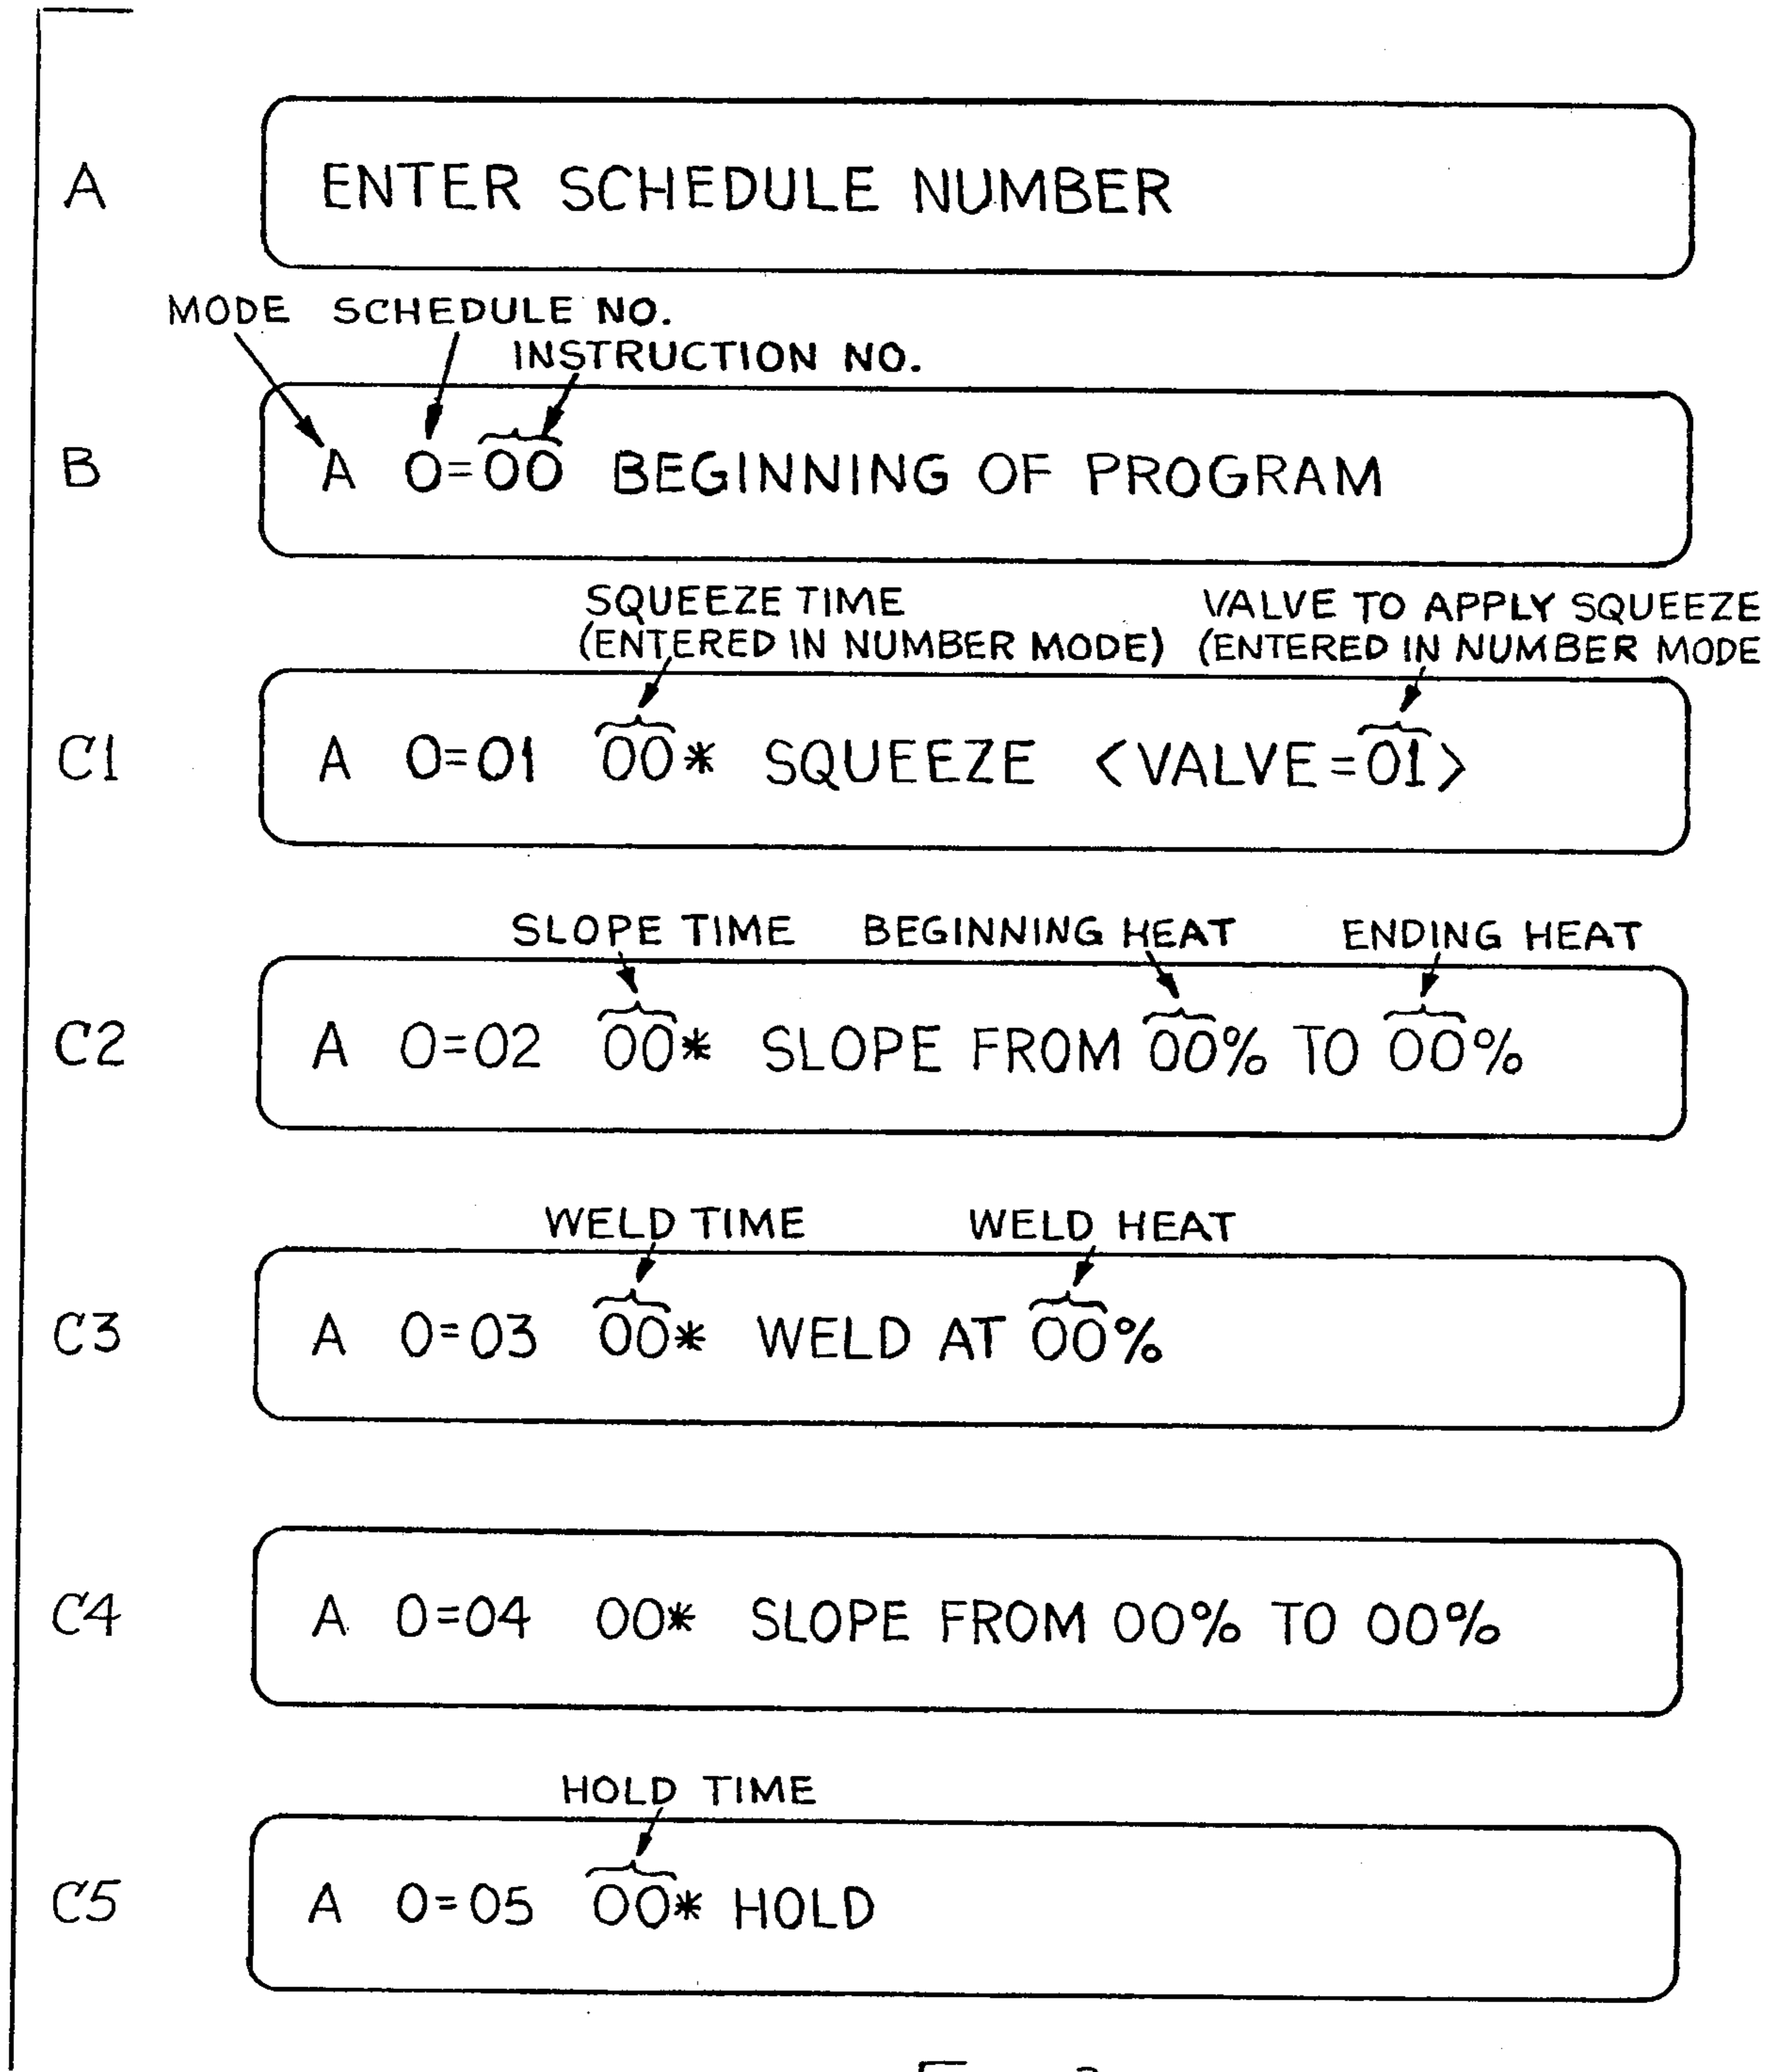 A ENTER SCHEDULE NUMBER
MODE SCHEDULE NO.
INSTRUCTION NO.
B A 0=00 BEGINNING OF PROGRAM
SQUEEZE TIME VALVE TO APPLY SQUEEZE
(ENTERED IN NUMBER MODE) (ENTERED IN NUMBER MODE
C1 A 0=01 00* SQUEEZE <VALVE=01>
SLOPE TIME BEGINNING HEAT ENDING HEAT
C2 A 0=02 00* SLOPE FROM 00% TO 00%
WELD TIME WELD HEAT
C3 A 0=03 00* WELD AT 00%
C4 A 0=04 00* SLOPE FROM 00% TO 00%
HOLD TIME
C5 A 0=05 00* HOLD